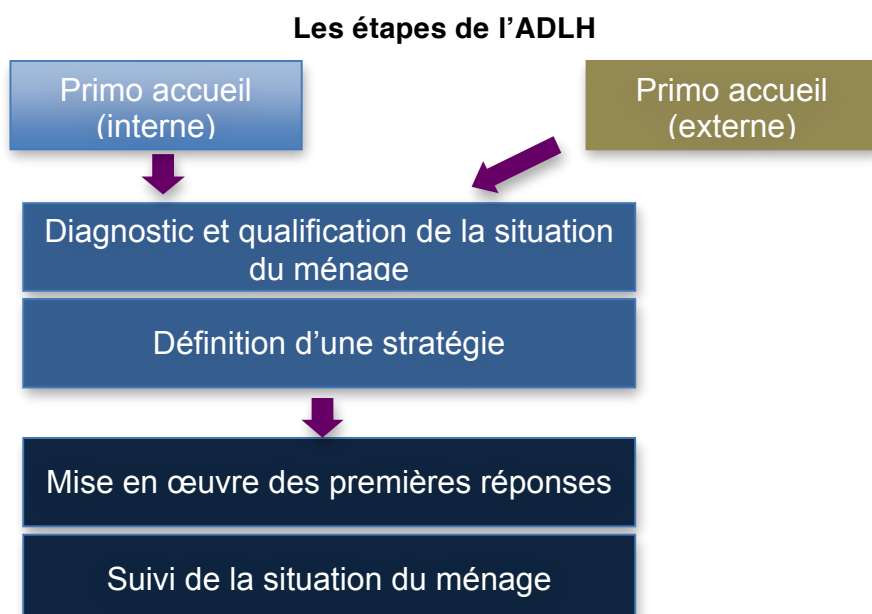 Les étapes de l’ADLH
Primo accueil
(interne)
Primo accueil
(externe)
Diagnostic et qualification de la situation
du ménage
Définition d’une stratégie
Mise en œuvre des premières réponses
Suivi de la situation du ménage